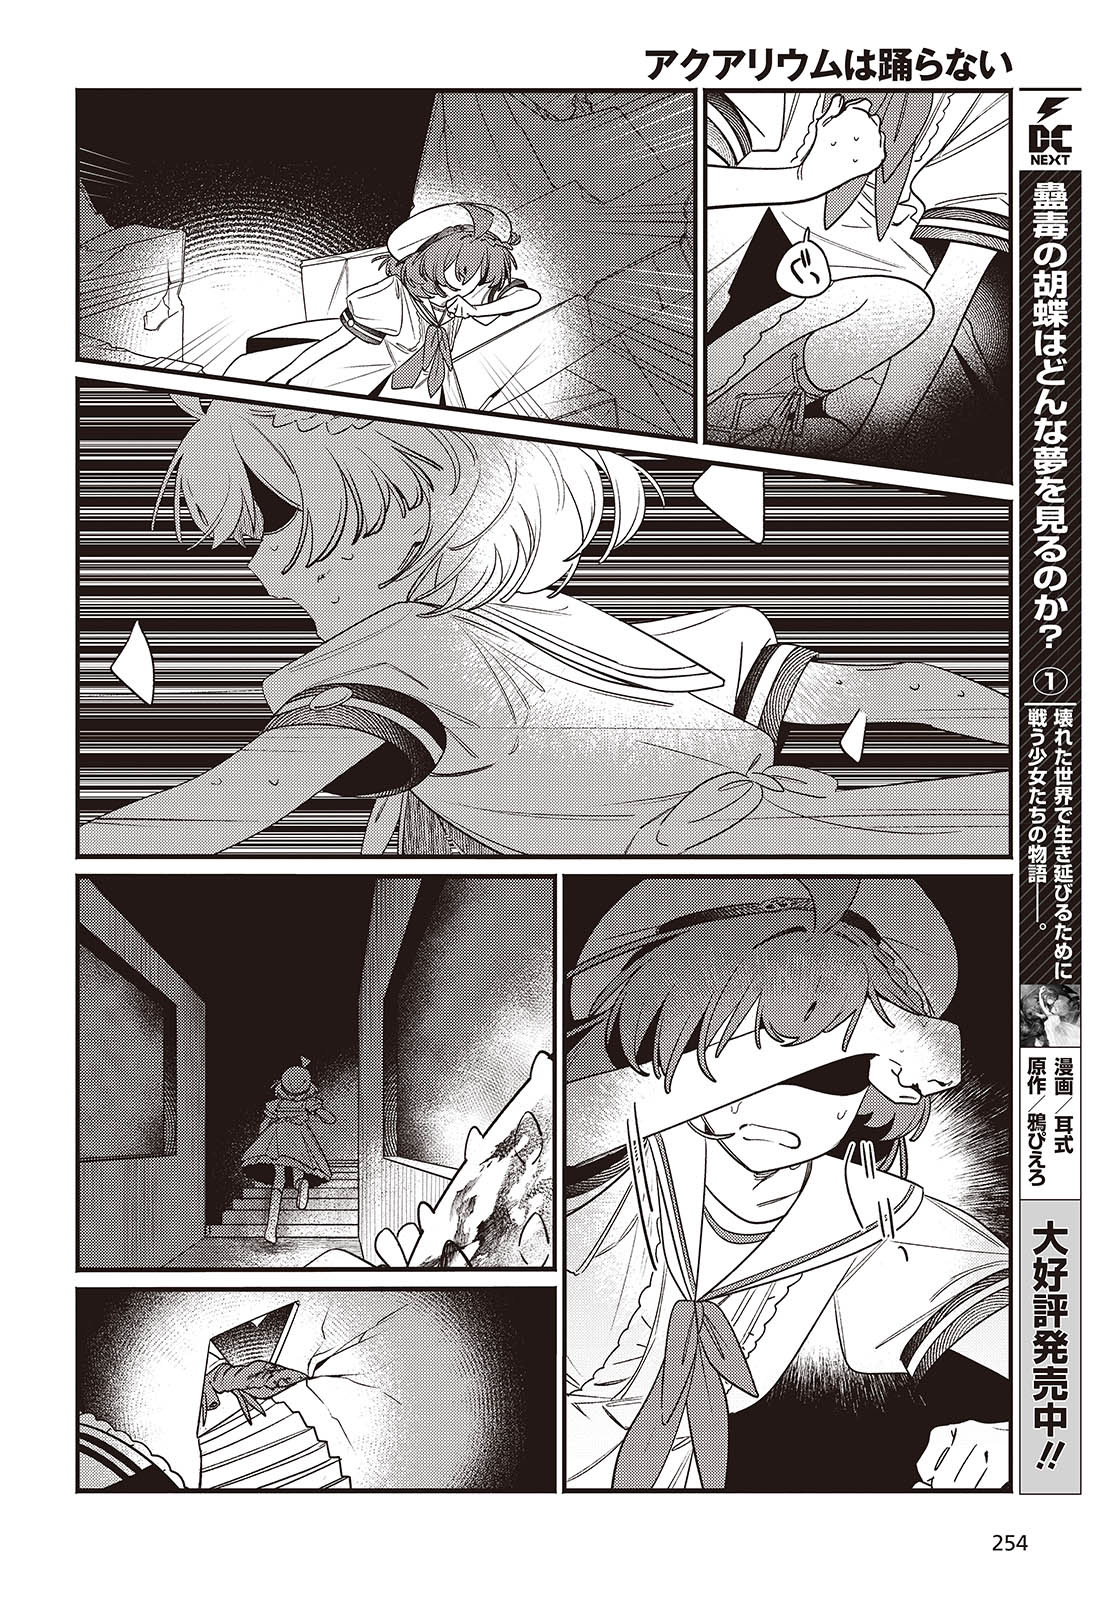 アクアリウムは踊らない
DC
NEXT
蠱毒の胡蝶はどんな夢を見るのか？ ①
壊れた世界で生き延びるために
戦う少女たちの物語――。
漫画／耳式
原作／鴉ぴえろ
大好評発売中!!
254